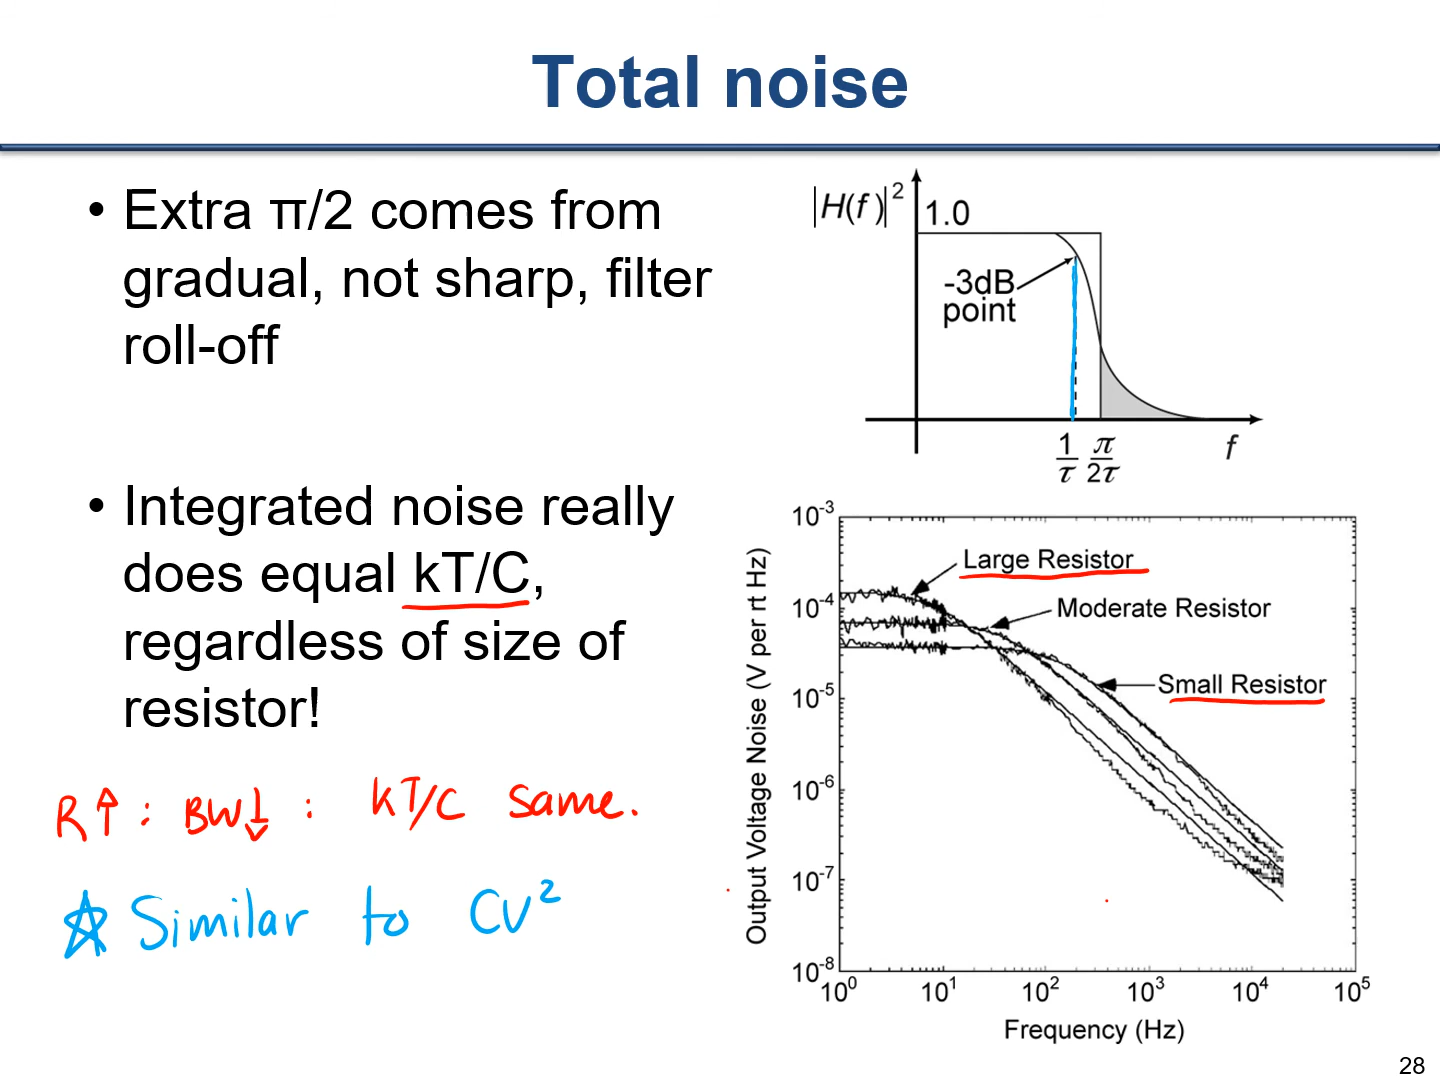 Total noise
• Extra π/2 comes from
gradual, not sharp, filter
roll-off
• Integrated noise really
does equal kT/C,
regardless of size of
resistor!
R↑ : BW↓ : kT/C same.
☆ Similar to CV²
|H(f)|²
1.0
-3dB
point
1/τ π/2τ
f
10⁻³
10⁻⁴
10⁻⁵
10⁻⁶
10⁻⁷
10⁻⁸
Output Voltage Noise (V per rt Hz)
Large Resistor
Moderate Resistor
Small Resistor
10⁰ 10¹ 10² 10³ 10⁴ 10⁵
Frequency (Hz)
28